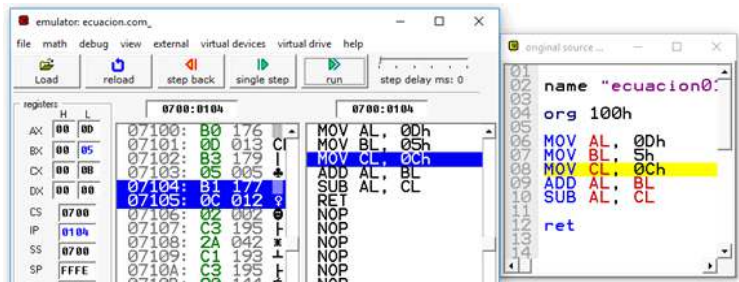 emulator: ecuacion.com_
file math debug view external virtual devices virtual drive help
Load reload step back single step run step delay ms: 0
registers
H L
AX 00 0D
BX 00 05
CX 00 0B
DX 00 00
CS 0700
IP 0104
SS 0700
SP FFFE
0700:0104
07100: B0 176
07101: 0D 013 CI
07102: B3 179 |
07103: 05 005 ♣
07104: B1 177
07105: 0C 012 ♀
07106: 02 002
07107: C3 195 ├
07108: 2A 042 *
07109: C1 193 ┴
0710A: C3 195 ├
0700:0104
MOV AL, 0Dh
MOV BL, 05h
MOV CL, 0Ch
ADD AL, BL
SUB AL, CL
RET
NOP
NOP
NOP
NOP
NOP
original source ...
01
02 name "ecuacion01
03
04 org 100h
05
06 MOV AL, 0Dh
07 MOV BL, 5h
08 MOV CL, 0Ch
09 ADD AL, BL
10 SUB AL, CL
11
12 ret
13
14